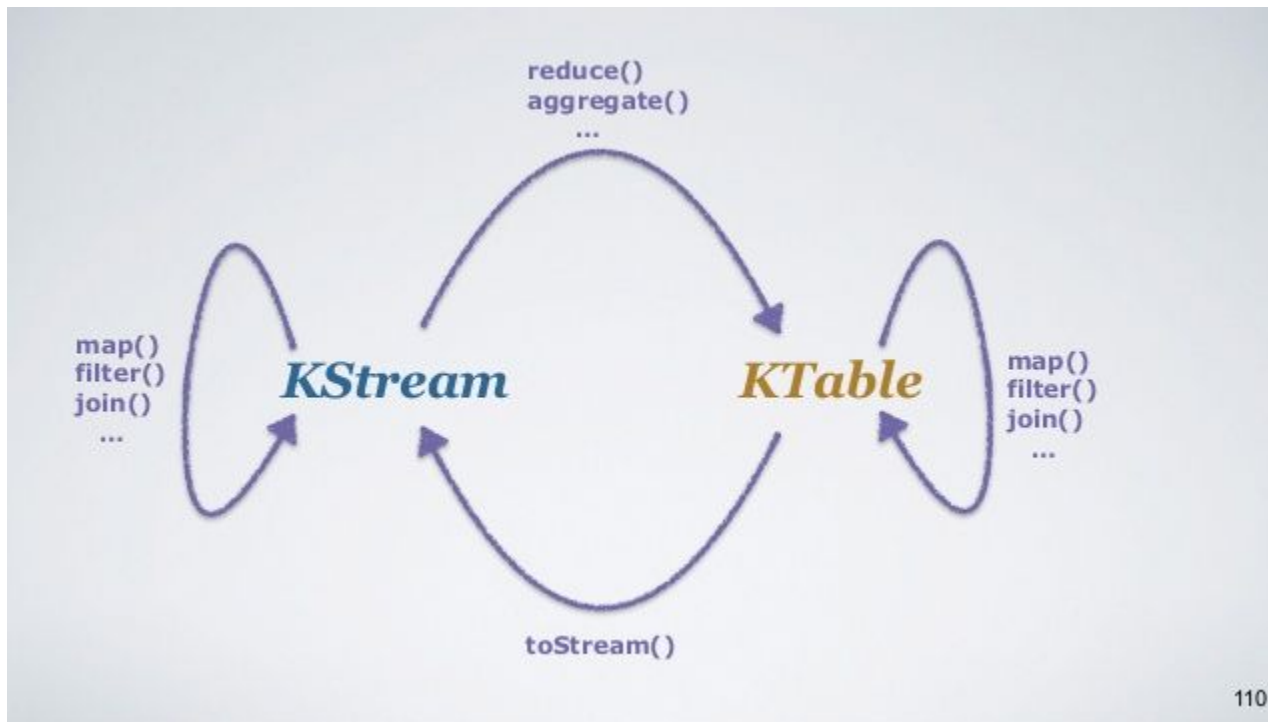 reduce()
aggregate()
...
map()
filter()
join()
...
KStream
KTable
map()
filter()
join()
...
toStream()
110